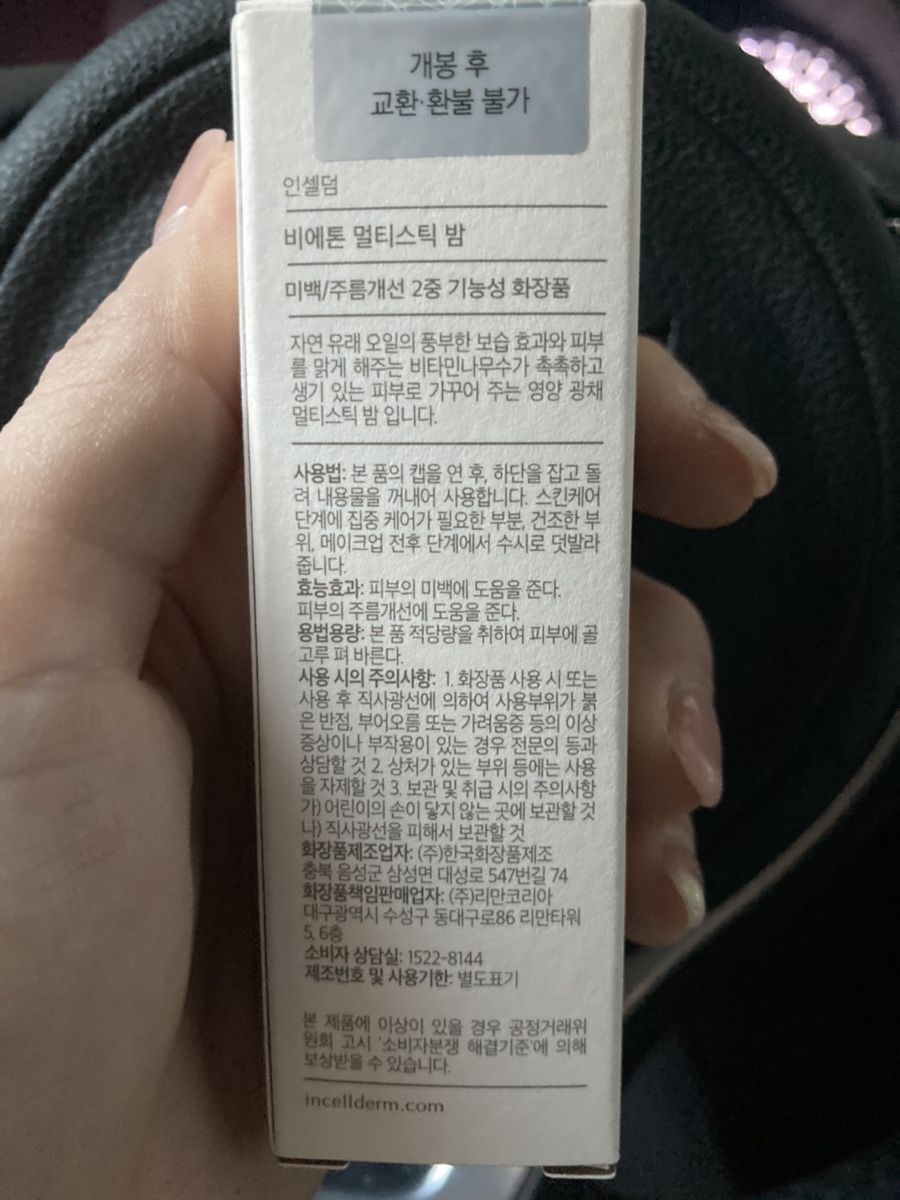 개봉 후
교환·환불 불가
인셀덤
비에톤 멀티스틱 밤
미백/주름개선 2중 기능성 화장품
자연 유래 오일의 풍부한 보습 효과와 피부
를 맑게 해주는 비타민나무수가 촉촉하고
생기 있는 피부로 가꾸어 주는 영양 광채
멀티스틱 밤 입니다.
사용법: 본 품의 캡을 연 후, 하단을 잡고 돌
려 내용물을 꺼내어 사용합니다. 스킨케어
단계에 집중 케어가 필요한 부분, 건조한 부
위, 메이크업 전후 단계에서 수시로 덧발라
줍니다.
효능효과: 피부의 미백에 도움을 준다.
피부의 주름개선에 도움을 준다.
용법용량: 본 품 적당량을 취하여 피부에 골
고루 펴 바른다.
사용 시의 주의사항: 1. 화장품 사용 시 또는
사용 후 직사광선에 의하여 사용부위가 붉
은 반점, 부어오름 또는 가려움증 등의 이상
증상이나 부작용이 있는 경우 전문의 등과
상담할 것 2. 상처가 있는 부위 등에는 사용
을 자제할 것 3. 보관 및 취급 시의 주의사항
가) 어린이의 손이 닿지 않는 곳에 보관할 것
나) 직사광선을 피해서 보관할 것
화장품제조업자: (주)한국화장품제조
충북 음성군 삼성면 대성로 547번길 74
화장품책임판매업자: (주)리만코리아
대구광역시 수성구 동대구로86 리만타워
5, 6층
소비자 상담실: 1522-8144
제조번호 및 사용기한: 별도표기
본 제품에 이상이 있을 경우 공정거래위
원회 고시 '소비자분쟁 해결기준'에 의해
보상받을 수 있습니다.
incellderm.com